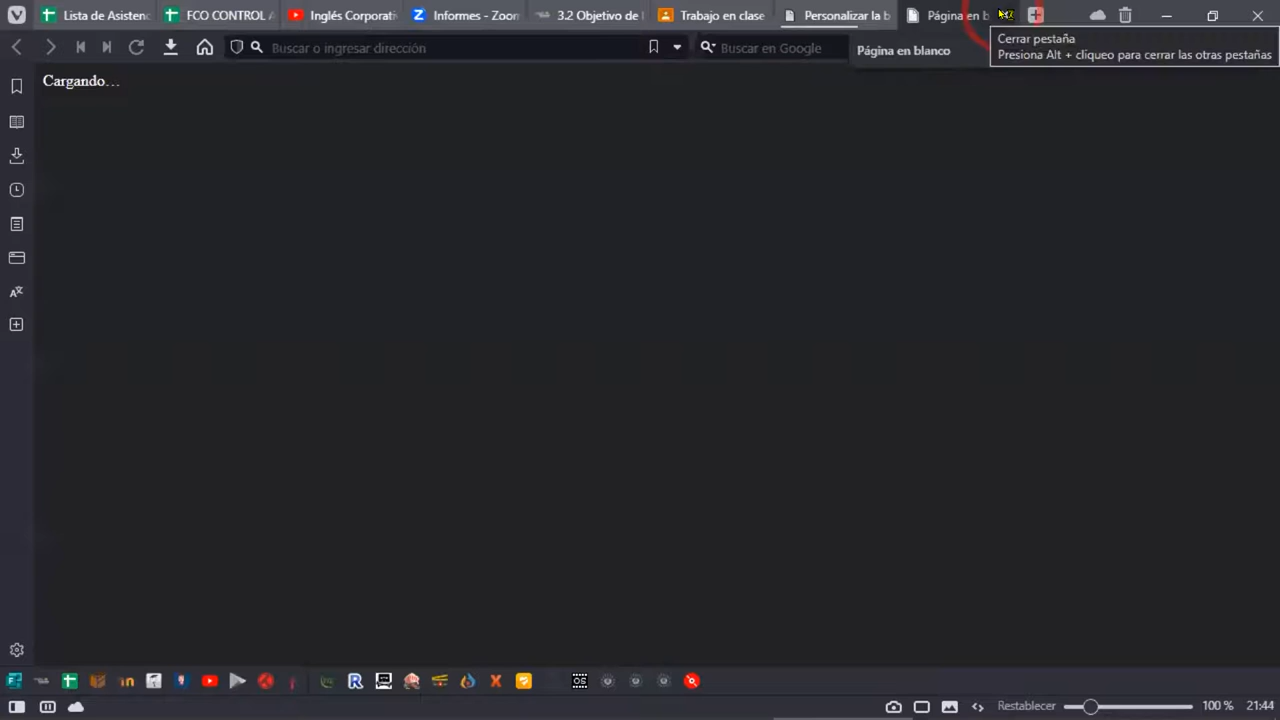 Lista de Asistenc
FCO CONTROL A
Inglés Corporati
Informes - Zoon
3.2 Objetivo de
Trabajo en clase
Personalizar la b
Página en b
Cerrar pestaña
Presiona Alt + cliqueo para cerrar las otras pestañas
Buscar o ingresar dirección
Buscar en Google
Página en blanco
Cargando…
Restablecer
100 %
21:44